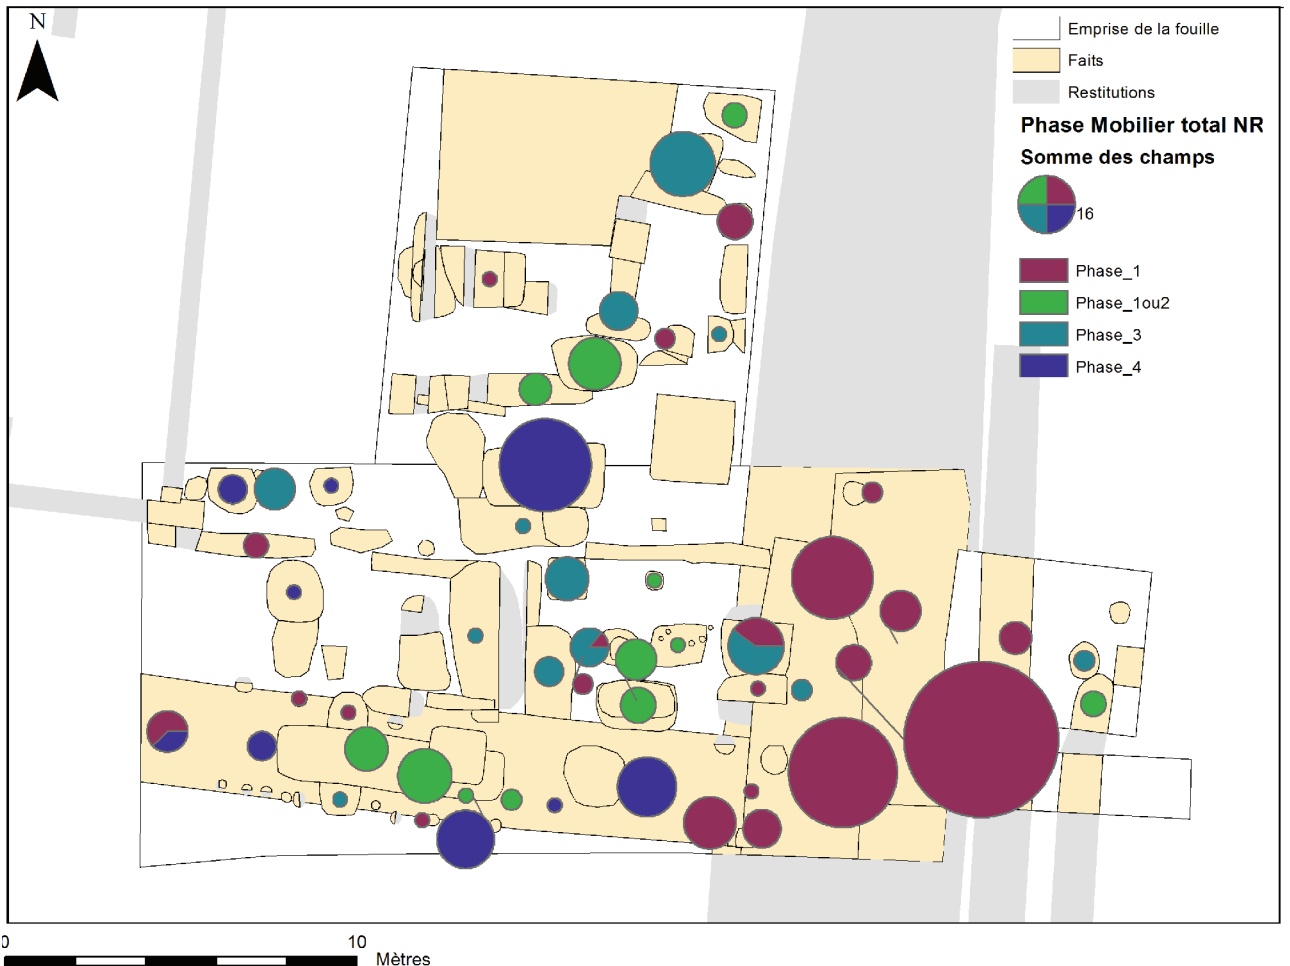 N
Emprise de la fouille
Faits
Restitutions
Phase Mobilier total NR
Somme des champs
16
Phase_1
Phase_1ou2
Phase_3
Phase_4
0 10
Mètres